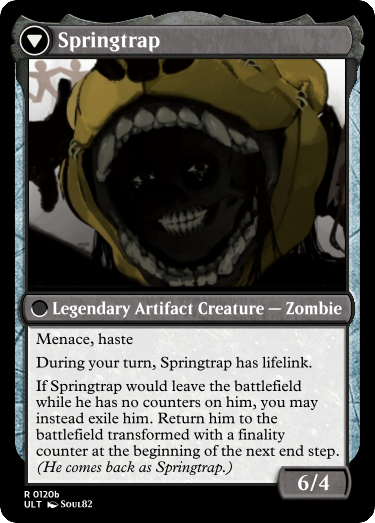 Springtrap
Legendary Artifact Creature — Zombie
Menace, haste
During your turn, Springtrap has lifelink.
If Springtrap would leave the battlefield
while he has no counters on him, you may
instead exile him. Return him to the
battlefield transformed with a finality
counter at the beginning of the next end step.
(He comes back as Springtrap.)
6/4
R 0120b
ULT SOUL82